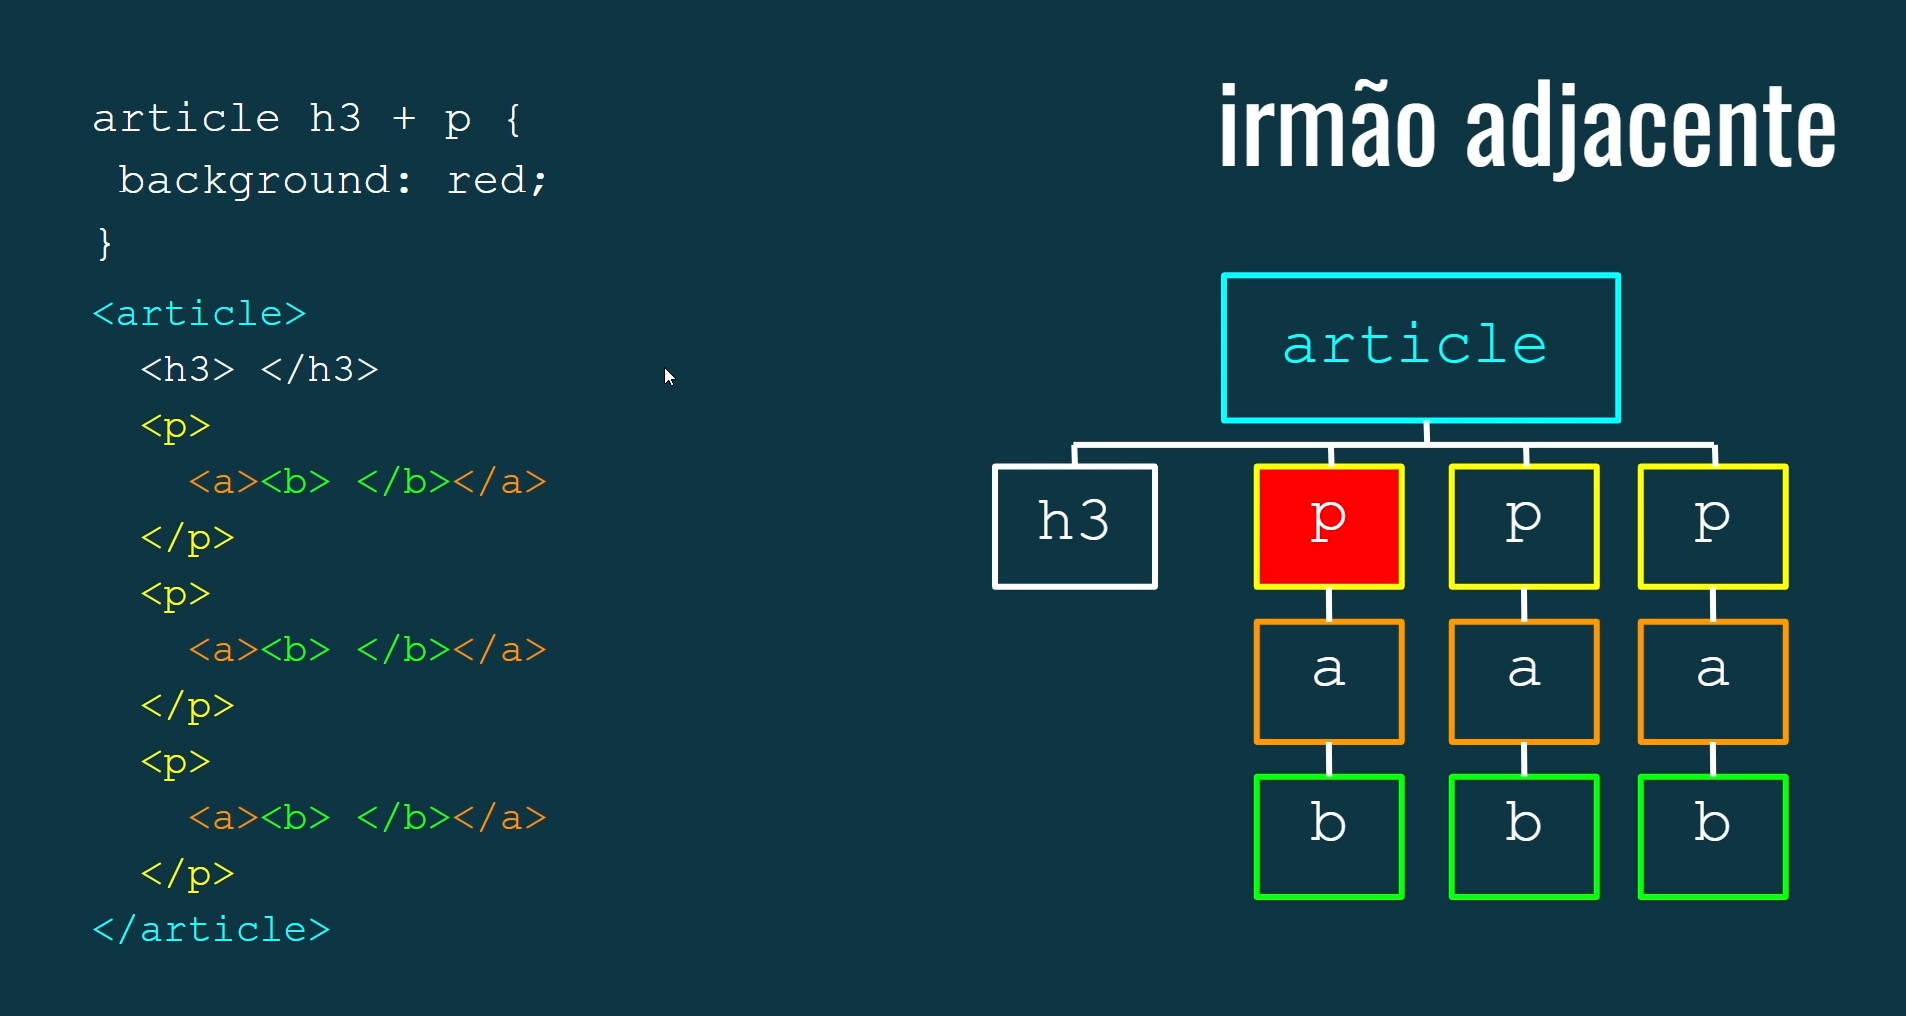 irmão adjacente
article h3 + p {
background: red;
}
<article>
<h3> </h3>
<p>
<a><b> </b></a>
</p>
<p>
<a><b> </b></a>
</p>
<p>
<a><b> </b></a>
</p>
</article>
article
h3 p p p
a a a
b b b